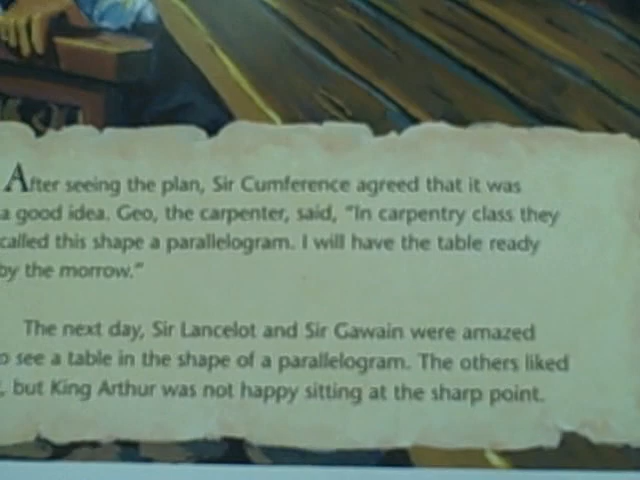 After seeing the plan, Sir Cumference agreed that it was
a good idea. Geo, the carpenter, said, “In carpentry class they
called this shape a parallelogram. I will have the table ready
by the morrow.”
The next day, Sir Lancelot and Sir Gawain were amazed
o see a table in the shape of a parallelogram. The others liked
, but King Arthur was not happy sitting at the sharp point.